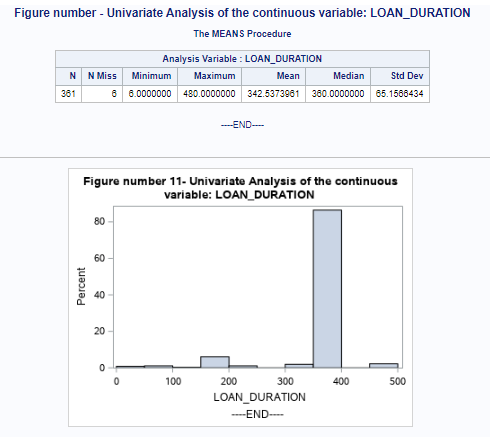 Figure number - Univariate Analysis of the continuous variable: LOAN_DURATION
The MEANS Procedure
Analysis Variable : LOAN_DURATION
N N Miss Minimum Maximum Mean Median Std Dev
361 6 6.0000000 480.0000000 342.5373961 360.0000000 65.1566434
----END----
Figure number 11- Univariate Analysis of the continuous
variable: LOAN_DURATION
Percent
80
60
40
20
0
0 100 200 300 400 500
LOAN_DURATION
----END----